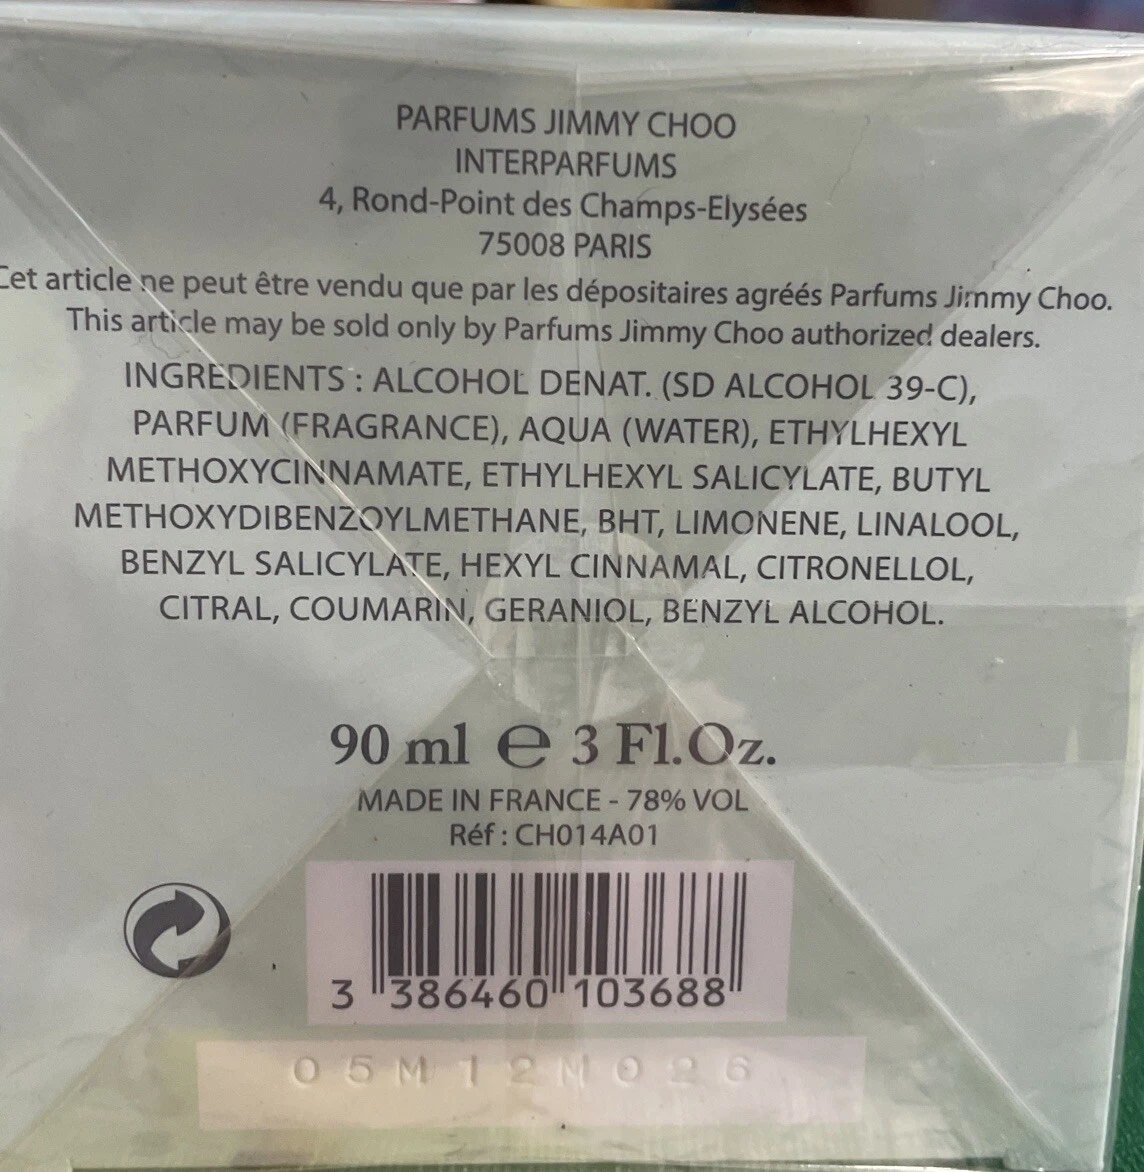 PARFUMS JIMMY CHOO
INTERPARFUMS
4, Rond-Point des Champs-Elysées
75008 PARIS
Cet article ne peut être vendu que par les dépositaires agréés Parfums Jimmy Choo.
This article may be sold only by Parfums Jimmy Choo authorized dealers.
INGREDIENTS : ALCOHOL DENAT. (SD ALCOHOL 39-C),
PARFUM (FRAGRANCE), AQUA (WATER), ETHYLHEXYL
METHOXYCINNAMATE, ETHYLHEXYL SALICYLATE, BUTYL
METHOXYDIBENZOYLMETHANE, BHT, LIMONENE, LINALOOL,
BENZYL SALICYLATE, HEXYL CINNAMAL, CITRONELLOL,
CITRAL, COUMARIN, GERANIOL, BENZYL ALCOHOL.
90 ml e 3 Fl.Oz.
MADE IN FRANCE - 78% VOL
Réf : CH014A01
3 386460 103688
05M12M026